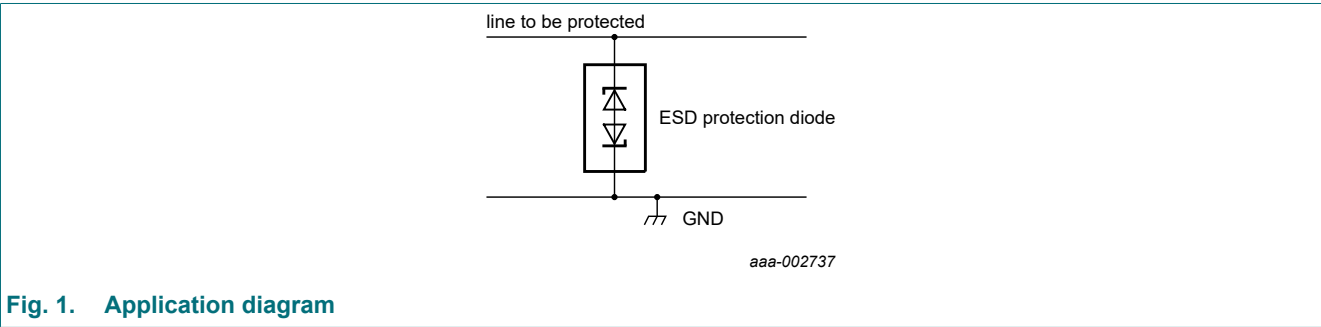 line to be protected
ESD protection diode
GND
aaa-002737
Fig. 1. Application diagram